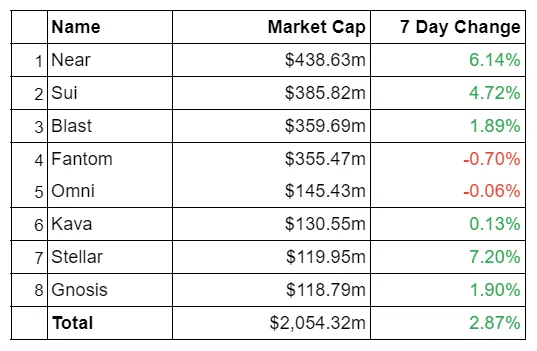 Name Market Cap 7 Day Change
1 Near $438.63m 6.14%
2 Sui $385.82m 4.72%
3 Blast $359.69m 1.89%
4 Fantom $355.47m -0.70%
5 Omni $145.43m -0.06%
6 Kava $130.55m 0.13%
7 Stellar $119.95m 7.20%
8 Gnosis $118.79m 1.90%
Total $2,054.32m 2.87%